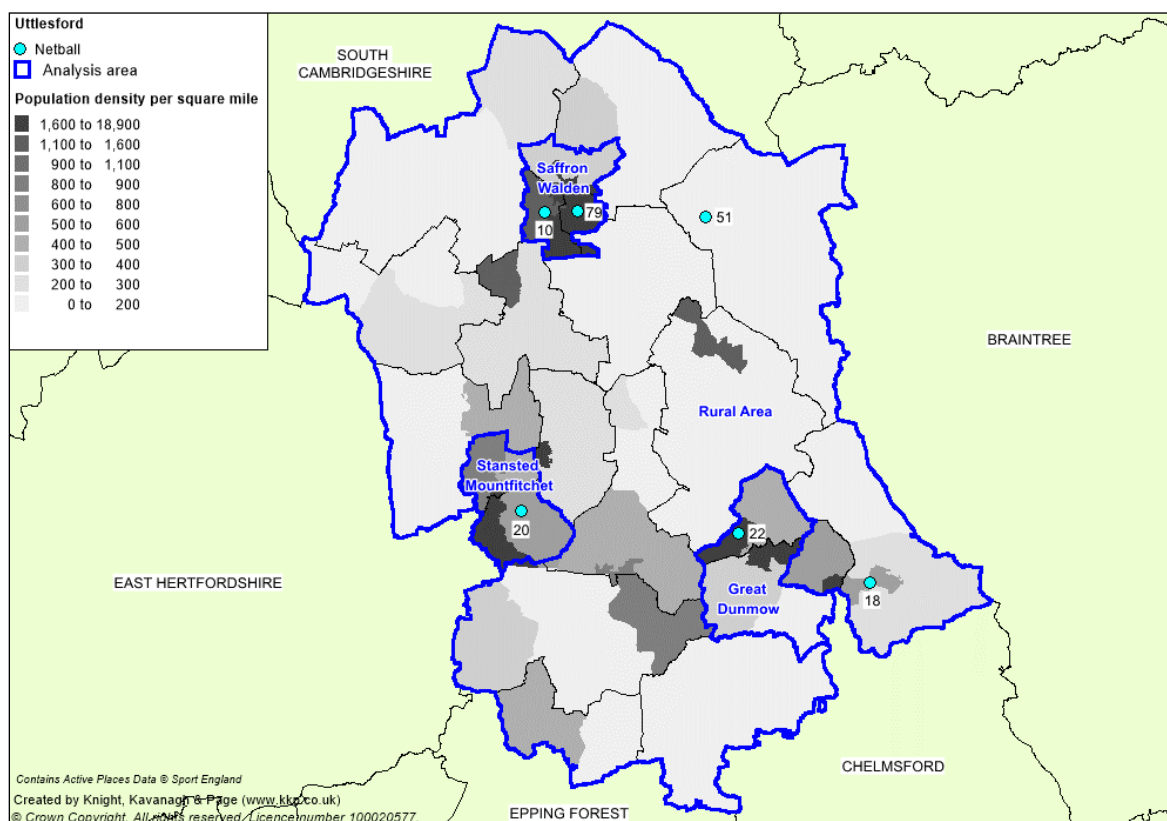 Uttlesford
Netball
Analysis area
Population density per square mile
1,600 to 18,900
1,100 to 1,600
900 to 1,100
800 to 900
600 to 800
500 to 600
400 to 500
300 to 400
200 to 300
0 to 200
SOUTH
CAMBRIDGESHIRE
Saffron
Walden
10
79
51
BRAINTREE
Rural Area
Stansted
Mountfitchet
20
22
EAST HERTFORDSHIRE
Great
Dunmow
18
CHELMSFORD
EPPING FOREST
Contains Active Places Data © Sport England
Created by Knight, Kavanagh & Page (www.kkp.co.uk)
© Crown Copyright. All rights reserved. Licence number 100020577.